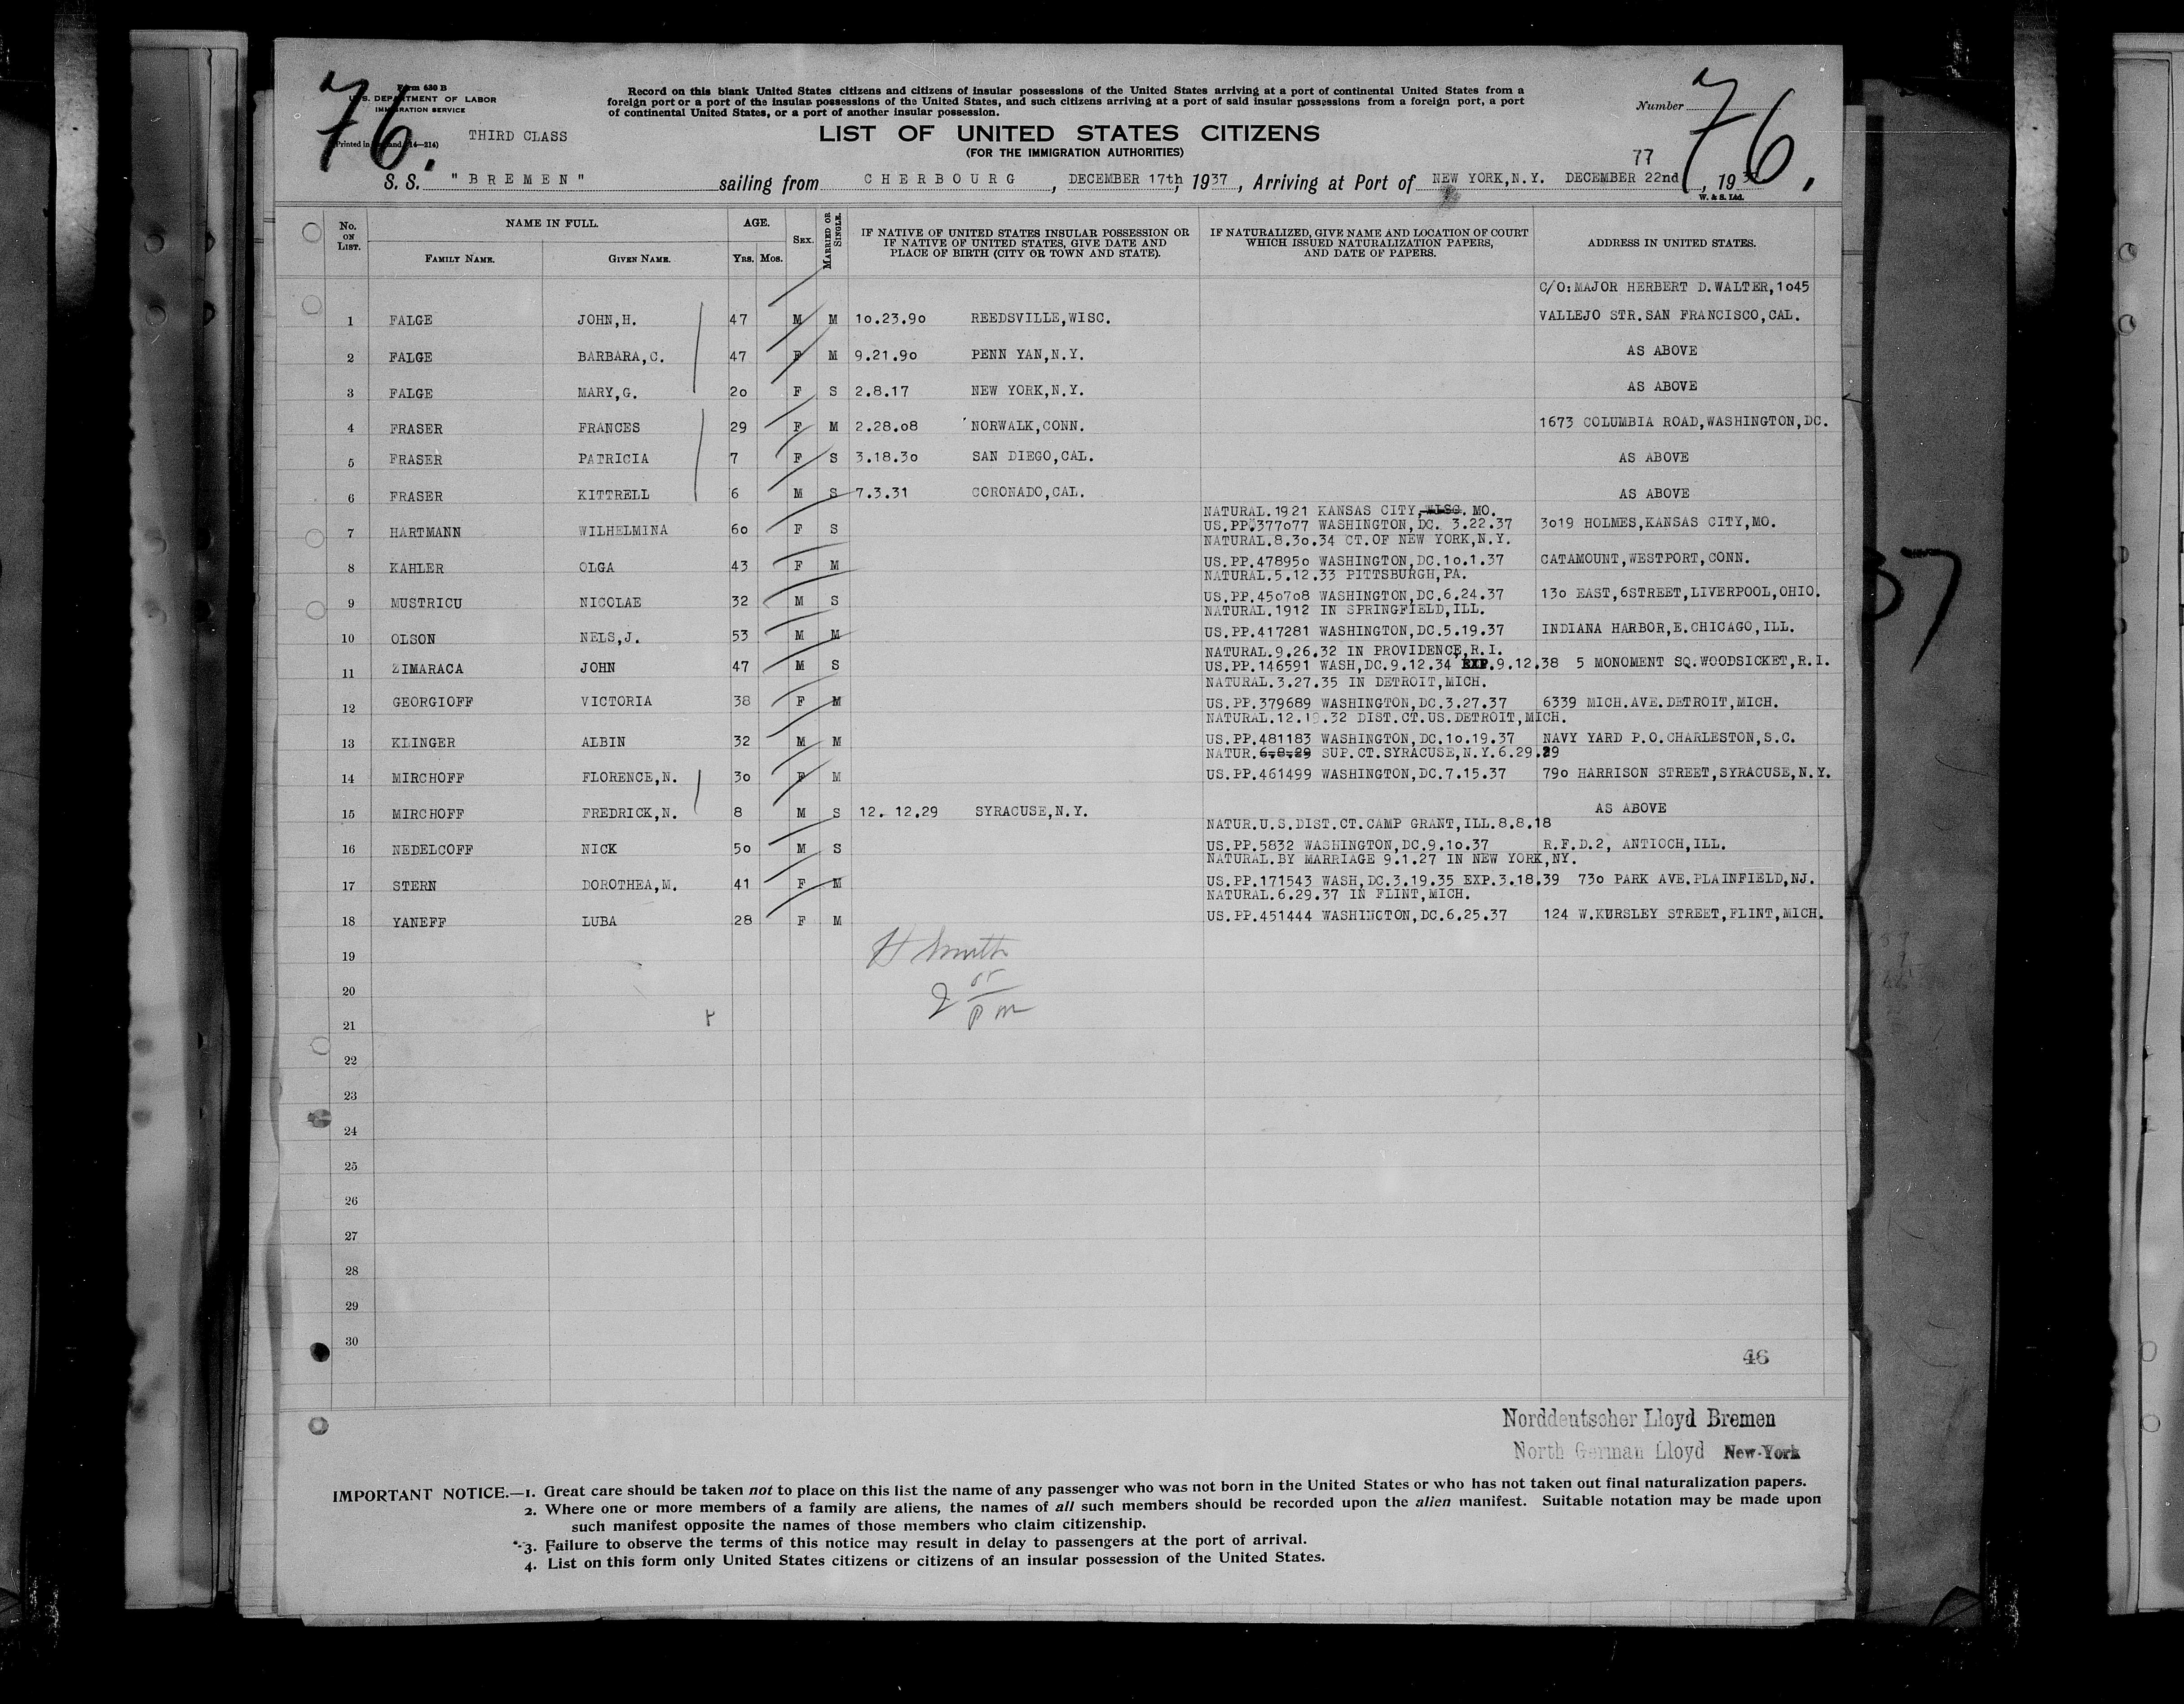 76.
Form 630 B
U.S. DEPARTMENT OF LABOR
IMMIGRATION SERVICE
THIRD CLASS
Record on this blank United States citizens and citizens of insular possessions of the United States arriving at a port of continental United States from a
foreign port or a port of the insular possessions of the United States, and such citizens arriving at a port of said insular possessions from a foreign port, a port
of continental United States, or a port of another insular possession.
Number 76.
LIST OF UNITED STATES CITIZENS
(FOR THE IMMIGRATION AUTHORITIES)
77
S. S. "BREMEN" sailing from CHERBOURG, DECEMBER 17th, 1937, Arriving at Port of NEW YORK,N.Y. DECEMBER 22nd, 1937
W. & S. Ltd.
No. ON LIST. NAME IN FULL. FAMILY NAME. GIVEN NAME. AGE. Yrs. Mos. SEX. MARRIED OR SINGLE.
IF NATIVE OF UNITED STATES INSULAR POSSESSION OR
IF NATIVE OF UNITED STATES, GIVE DATE AND
PLACE OF BIRTH (CITY OR TOWN AND STATE).
IF NATURALIZED, GIVE NAME AND LOCATION OF COURT
WHICH ISSUED NATURALIZATION PAPERS,
AND DATE OF PAPERS.
ADDRESS IN UNITED STATES.
C/O:MAJOR HERBERT D.WALTER,1045
1 FALGE JOHN,H. 47 M M 10.23.90 REEDSVILLE,WISC. VALLEJO STR.SAN FRANCISCO,CAL.
2 FALGE BARBARA,C. 47 F M 9.21.90 PENN YAN,N.Y. AS ABOVE
3 FALGE MARY,G. 20 F S 2.8.17 NEW YORK,N.Y. AS ABOVE
4 FRASER FRANCES 29 F M 2.28.08 NORWALK,CONN. 1673 COLUMBIA ROAD,WASHINGTON,DC.
5 FRASER PATRICIA 7 F S 3.18.30 SAN DIEGO,CAL. AS ABOVE
6 FRASER KITTRELL 6 M S 7.3.31 CORONADO,CAL. AS ABOVE
NATURAL.1921 KANSAS CITY,WISC. MO.
7 HARTMANN WILHELMINA 60 F S US.PP.377077 WASHINGTON,DC. 3.22.37 3019 HOLMES,KANSAS CITY,MO.
NATURAL.8.30.34 CT.OF NEW YORK,N.Y.
8 KAHLER OLGA 43 F M US.PP.478950 WASHINGTON,DC.10.1.37 CATAMOUNT,WESTPORT,CONN.
NATURAL.5.12.33 PITTSBURGH,PA.
9 MUSTRICU NICOLAE 32 M S US.PP.450708 WASHINGTON,DC.6.24.37 130 EAST,6STREET,LIVERPOOL,OHIO.
NATURAL.1912 IN SPRINGFIELD,ILL.
10 OLSON NELS,J. 53 M M US.PP.417281 WASHINGTON,DC.5.19.37 INDIANA HARBOR,E.CHICAGO,ILL.
NATURAL.9.26.32 IN PROVIDENCE,R.I.
11 ZIMARACA JOHN 47 M S US.PP.146591 WASH,DC.9.12.34 EXP.9.12.38 5 MONOMENT SQ.WOODSICKET,R.I.
NATURAL.3.27.35 IN DETROIT,MICH.
12 GEORGIOFF VICTORIA 38 F M US.PP.379689 WASHINGTON,DC.3.27.37 6339 MICH.AVE.DETROIT,MICH.
NATURAL.12.19.32 DIST.CT.US.DETROIT,MICH.
13 KLINGER ALBIN 32 M M US.PP.481183 WASHINGTON,DC.10.19.37 NAVY YARD P.O.CHARLESTON,S.C.
NATUR.6.8.29 SUP.CT.SYRACUSE,N.Y.6.29.29
14 MIRCHOFF FLORENCE,N. 30 F M US.PP.461499 WASHINGTON,DC.7.15.37 790 HARRISON STREET,SYRACUSE,N.Y.
15 MIRCHOFF FREDRICK,N. 8 M S 12. 12.29 SYRACUSE,N.Y. AS ABOVE
NATUR.U.S.DIST.CT.CAMP GRANT,ILL.8.8.18
16 NEDELCOFF NICK 50 M S US.PP.5832 WASHINGTON,DC.9.10.37 R.F.D.2, ANTIOCH,ILL.
NATURAL.BY MARRIAGE 9.1.27 IN NEW YORK,NY.
17 STERN DOROTHEA,M. 41 F M US.PP.171543 WASH,DC.3.19.35 EXP.3.18.39 730 PARK AVE.PLAINFIELD,NJ.
NATURAL.6.29.37 IN FLINT,MICH.
18 YANEFF LUBA 28 F M US.PP.451444 WASHINGTON,DC.6.25.37 124 W.KURSLEY STREET,FLINT,MICH.
19 H Smith
20
21
22
23
24
25
26
27
28
29
30
46
Norddeutscher Lloyd Bremen
North German Lloyd New-York
IMPORTANT NOTICE.—1. Great care should be taken not to place on this list the name of any passenger who was not born in the United States or who has not taken out final naturalization papers.
2. Where one or more members of a family are aliens, the names of all such members should be recorded upon the alien manifest. Suitable notation may be made upon
such manifest opposite the names of those members who claim citizenship.
3. Failure to observe the terms of this notice may result in delay to passengers at the port of arrival.
4. List on this form only United States citizens or citizens of an insular possession of the United States.
37